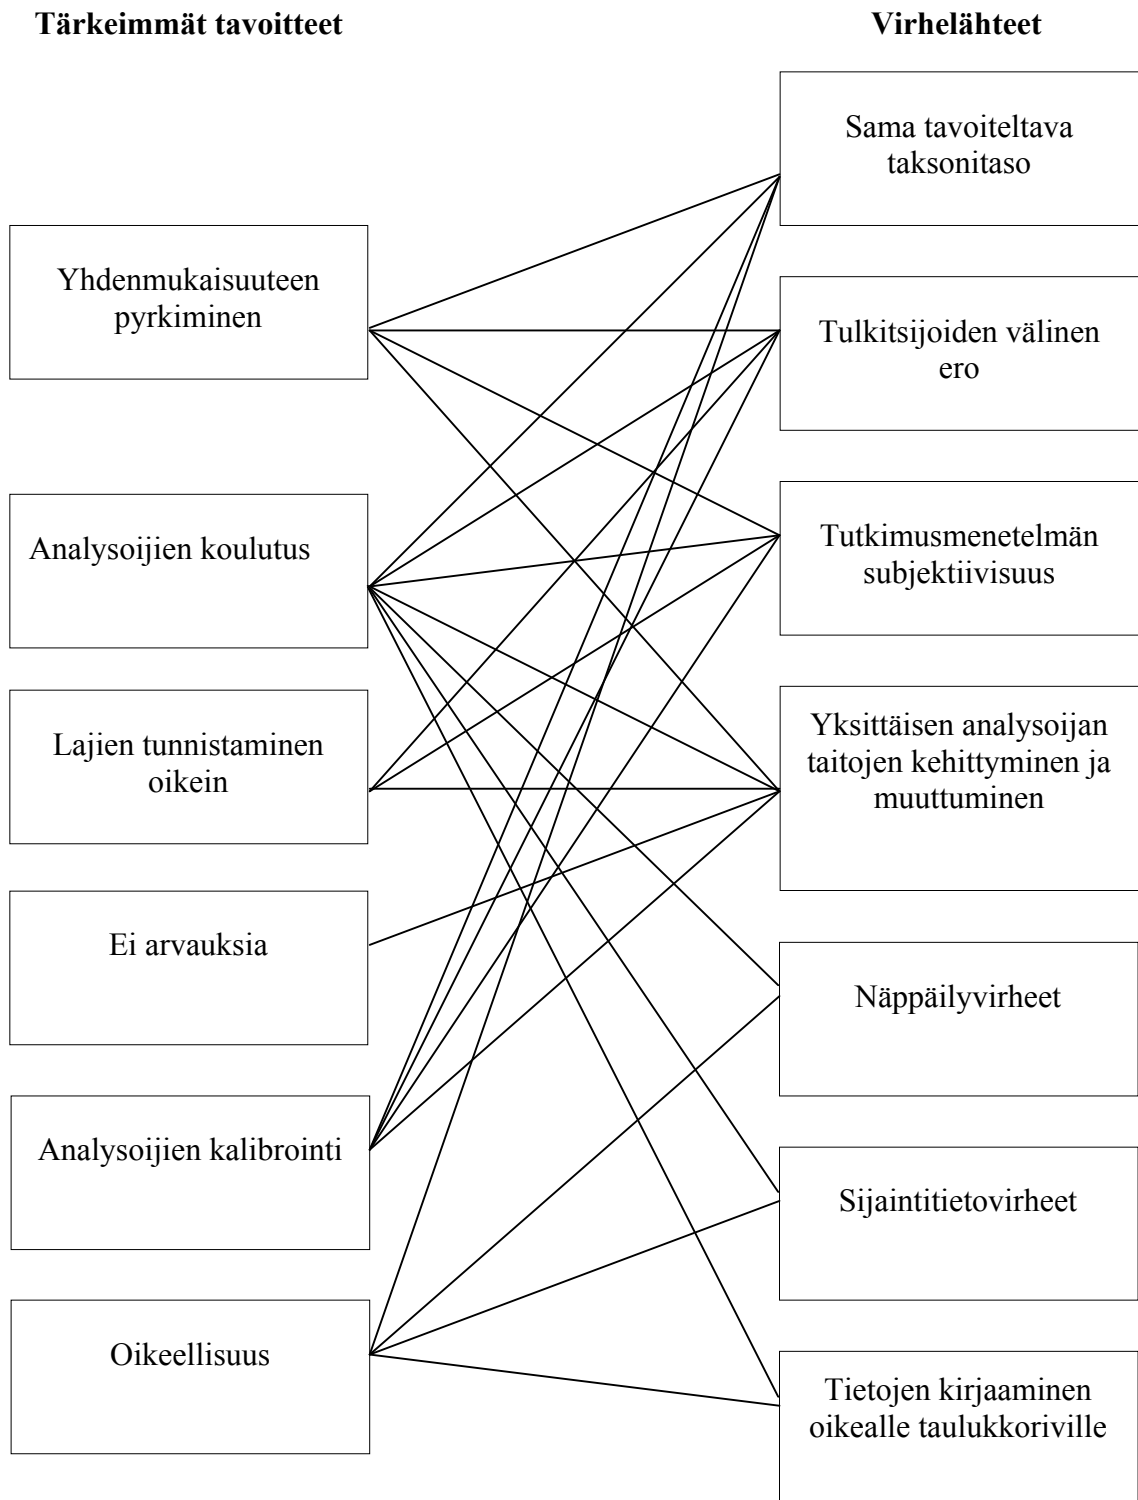 Tärkeimmät tavoitteet
Virhelähteet
Yhdenmukaisuuteen
pyrkiminen
Analysoijien koulutus
Lajien tunnistaminen
oikein
Ei arvauksia
Analysoijien kalibrointi
Oikeellisuus
Sama tavoiteltava
taksonitaso
Tulkitsijoiden välinen
ero
Tutkimusmenetelmän
subjektiivisuus
Yksittäisen analysoijan
taitojen kehittyminen ja
muuttuminen
Näppäilyvirheet
Sijaintitietovirheet
Tietojen kirjaaminen
oikealle taulukkoriville